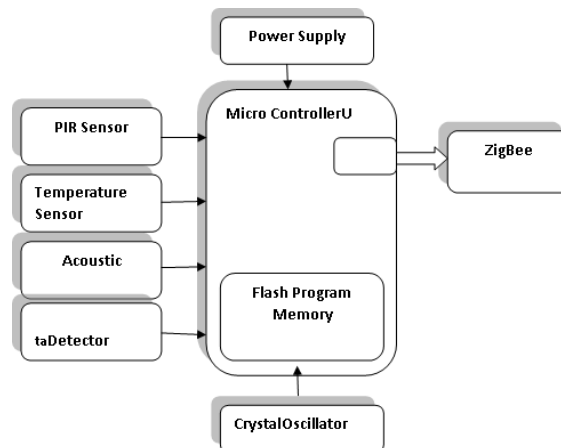 Power Supply
Micro ControllerU
PIR Sensor
ZigBee
Temperature
Sensor
Acoustic
Flash Program
Memory
taDetector
CrystalOscillator